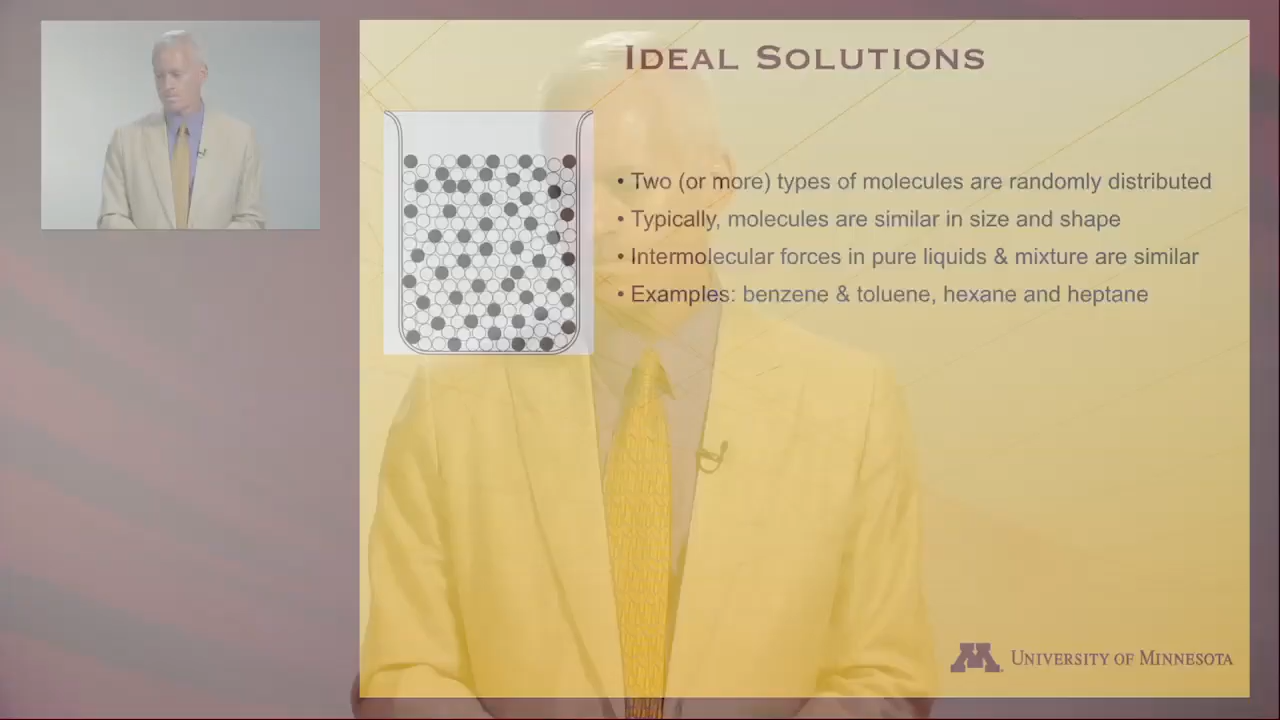 IDEAL SOLUTIONS
• Two (or more) types of molecules are randomly distributed
• Typically, molecules are similar in size and shape
• Intermolecular forces in pure liquids & mixture are similar
• Examples: benzene & toluene, hexane and heptane
M UNIVERSITY OF MINNESOTA